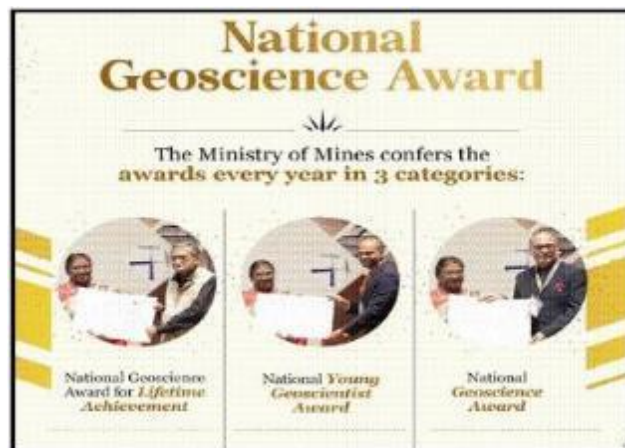 National
Geoscience Award
The Ministry of Mines confers the
awards every year in 3 categories:
National Geoscience
Award for Lifetime
Achievement
National Young
Geoscientist
Award
National
Geoscience
Award